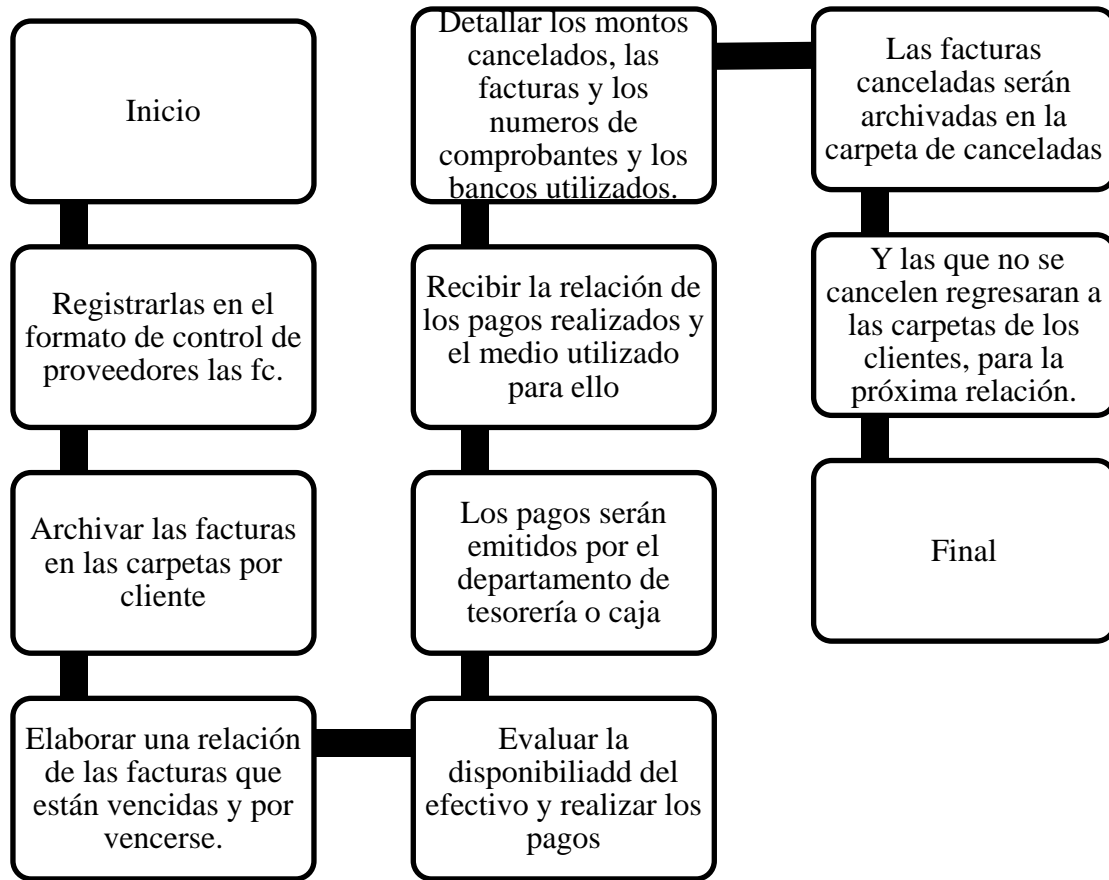 Inicio
Registrarlas en el
formato de control de
proveedores las fc.
Archivar las facturas
en las carpetas por
cliente
Elaborar una relación
de las facturas que
están vencidas y por
vencerse.
Evaluar la
disponibiliadd del
efectivo y realizar los
pagos
Los pagos serán
emitidos por el
departamento de
tesorería o caja
Recibir la relación de
los pagos realizados y
el medio utilizado
para ello
Detallar los montos
cancelados, las
facturas y los
numeros de
comprobantes y los
bancos utilizados.
Las facturas
canceladas serán
archivadas en la
carpeta de canceladas
Y las que no se
cancelen regresaran a
las carpetas de los
clientes, para la
próxima relación.
Final